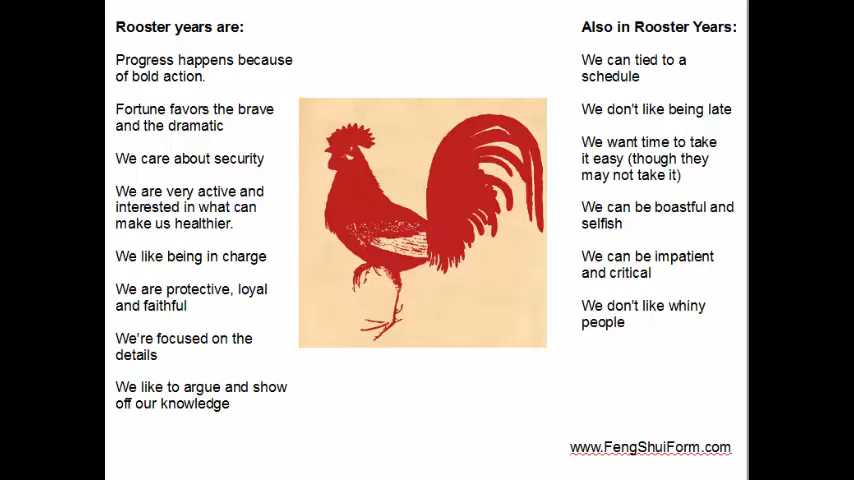 Rooster years are:
Progress happens because
of bold action.
Fortune favors the brave
and the dramatic
We care about security
We are very active and
interested in what can
make us healthier.
We like being in charge
We are protective, loyal
and faithful
We're focused on the
details
We like to argue and show
off our knowledge
Also in Rooster Years:
We can tied to a
schedule
We don't like being late
We want time to take
it easy (though they
may not take it)
We can be boastful and
selfish
We can be impatient
and critical
We don't like whiny
people
www.FengShuiForm.com